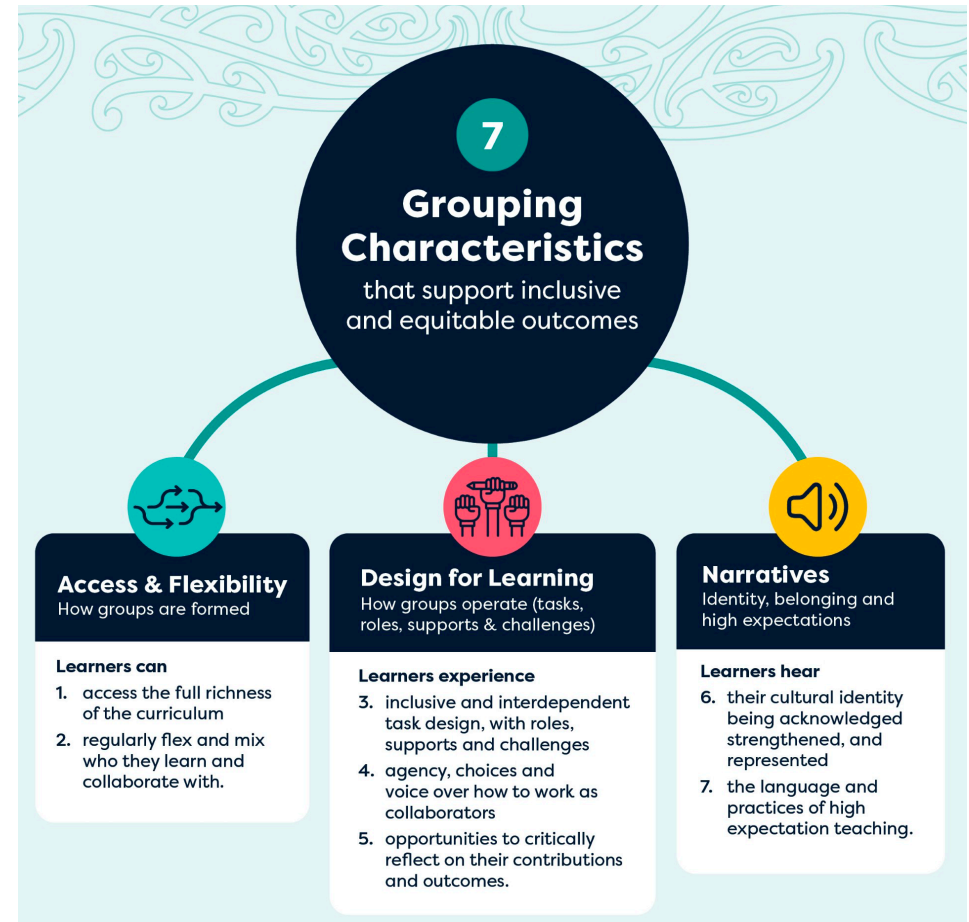 7
Grouping
Characteristics
that support inclusive
and equitable outcomes
Access & Flexibility
How groups are formed
Learners can
1. access the full richness
of the curriculum
2. regularly flex and mix
who they learn and
collaborate with.
Design for Learning
How groups operate (tasks,
roles, supports & challenges)
Learners experience
3. inclusive and interdependent
task design, with roles,
supports and challenges
4. agency, choices and
voice over how to work as
collaborators
5. opportunities to critically
reflect on their contributions
and outcomes.
Narratives
Identity, belonging and
high expectations
Learners hear
6. their cultural identity
being acknowledged
strengthened, and
represented
7. the language and
practices of high
expectation teaching.